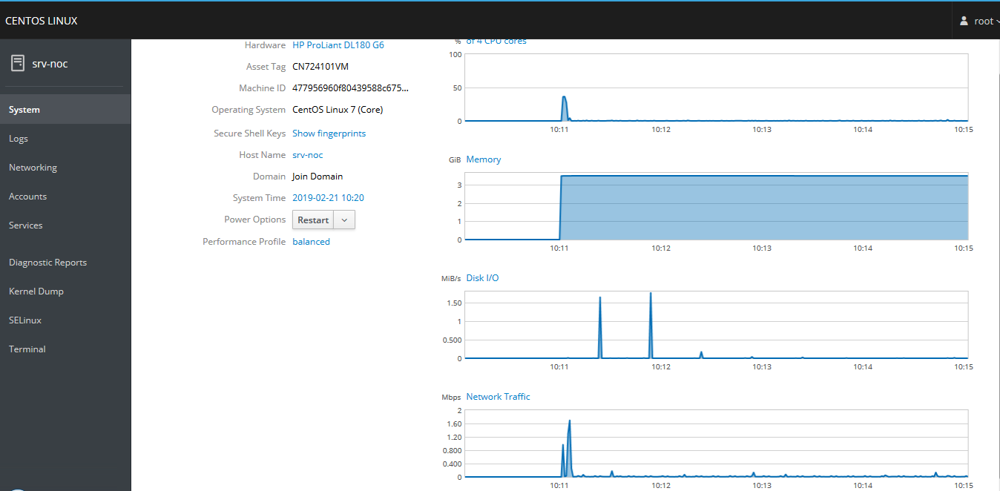 CENTOS LINUX
root
srv-noc
System
Logs
Networking
Accounts
Services
Diagnostic Reports
Kernel Dump
SELinux
Terminal
Hardware HP ProLiant DL180 G6
Asset Tag CN724101VM
Machine ID 477956960f80439588c675...
Operating System CentOS Linux 7 (Core)
Secure Shell Keys Show fingerprints
Host Name srv-noc
Domain Join Domain
System Time 2019-02-21 10:20
Power Options Restart
Performance Profile balanced
% of 4 CPU cores
100
50
0
10:11 10:12 10:13 10:14 10:15
GiB Memory
3
2
1
0
10:11 10:12 10:13 10:14 10:15
MiB/s Disk I/O
1.50
1
0.500
0
10:11 10:12 10:13 10:14 10:15
Mbps Network Traffic
2
1.60
1.20
0.800
0.400
0
10:11 10:12 10:13 10:14 10:15